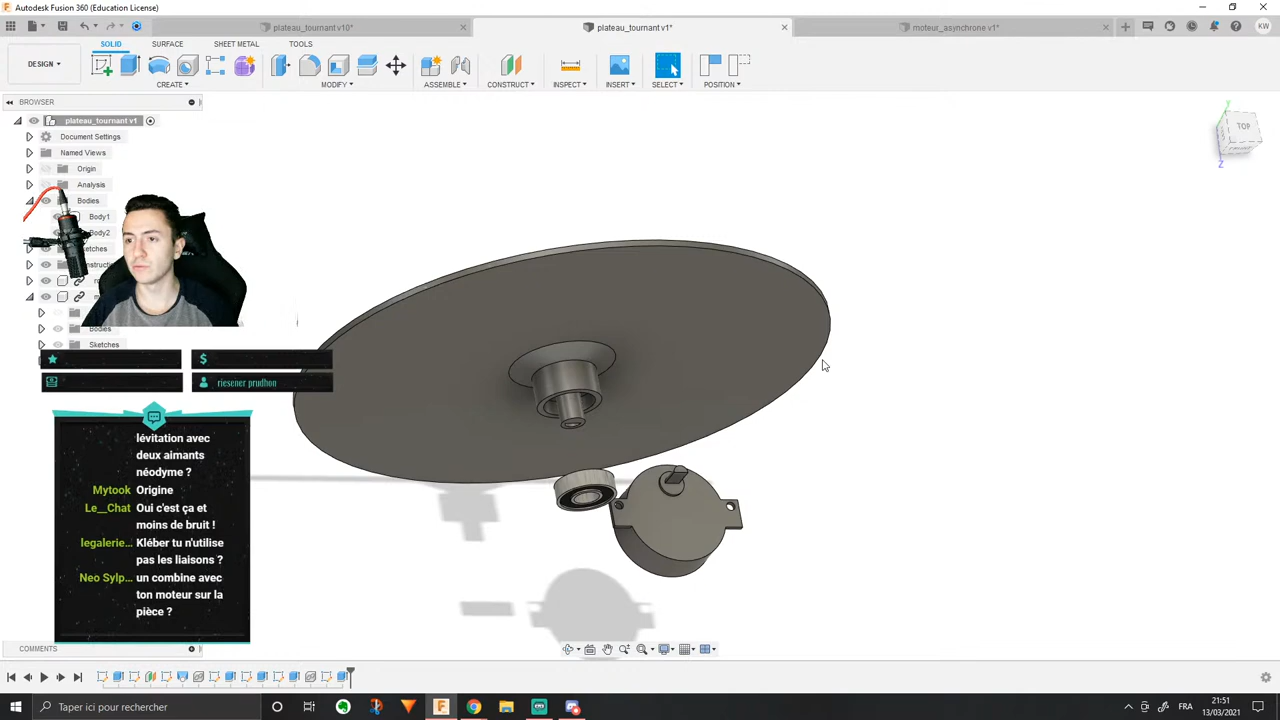 Autodesk Fusion 360 (Education License)
plateau_tournant v10*
plateau_tournant v1*
moteur_asynchrone v1*
KW
SOLID
SURFACE
SHEET METAL
TOOLS
DESIGN
CREATE
MODIFY
ASSEMBLE
CONSTRUCT
INSPECT
INSERT
SELECT
POSITION
BROWSER
plateau_tournant v1
Document Settings
Named Views
Origin
Analysis
Bodies
Body1
Body2
Bodies
Sketches
TOP
Z
$
riesener prudhon
lévitation avec
deux aimants
néodyme ?
Mytook Origine
Le__Chat Oui c'est ça et
moins de bruit !
legalerie... Kléber tu n'utilise
pas les liaisons ?
Neo Sylp... un combine avec
ton moteur sur la
pièce ?
COMMENTS
Taper ici pour rechercher
FRA
21:51
13/03/2021